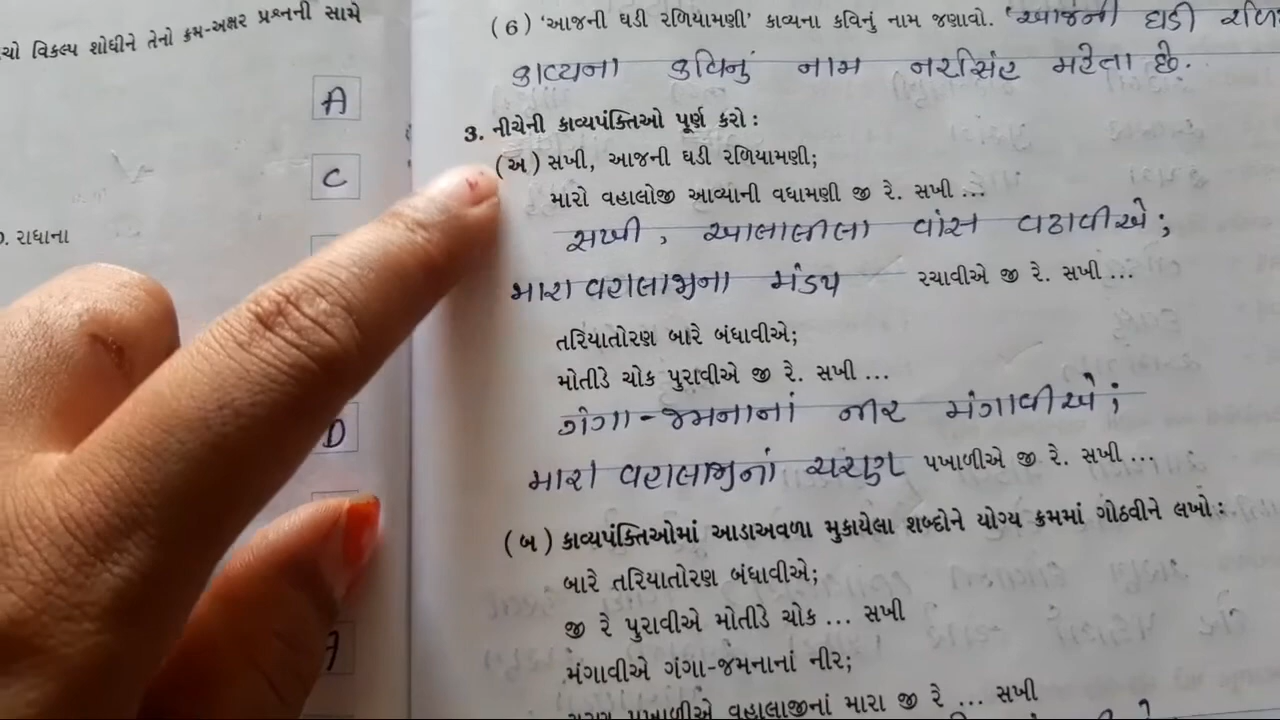 ચો વિકલ્પ શોધીને તેનો ક્રમ-અક્ષર પ્રશ્નની સામે
A
C
રાધાના
D
(6) 'આજની ઘડી રળિયામણી' કાવ્યના કવિનું નામ જણાવો. 'આજની ઘડી
કાવ્યના કવિનું નામ નરસિંહ મહેતા છે.
3. નીચેની કાવ્યપંક્તિઓ પૂર્ણ કરો :
(અ) સખી, આજની ઘડી રળિયામણી;
મારો વહાલોજી આવ્યાની વધામણી જી રે. સખી ...
સખી, આલાલીલા વાંસ વઢાવીએ;
મારા વહાલાજીના મંડપ રચાવીએ જી રે. સખી ...
તરિયાતોરણ બારે બંધાવીએ;
મોતીડે ચોક પુરાવીએ જી રે. સખી ...
ગંગા-જમનાનાં નીર મંગાવીએ;
મારા વહાલાજીનાં ચરણ પખાળીએ જી રે. સખી ...
(બ) કાવ્યપંક્તિઓમાં આડાઅવળા મુકાયેલા શબ્દોને યોગ્ય ક્રમમાં ગોઠવીને લખો :
બારે તરિયાતોરણ બંધાવીએ;
જી રે પુરાવીએ મોતીડે ચોક ... સખી
મંગાવીએ ગંગા-જમનાનાં નીર;
ચરણ પખાળીએ વહાલાજીનાં મારા જી રે ... સખી